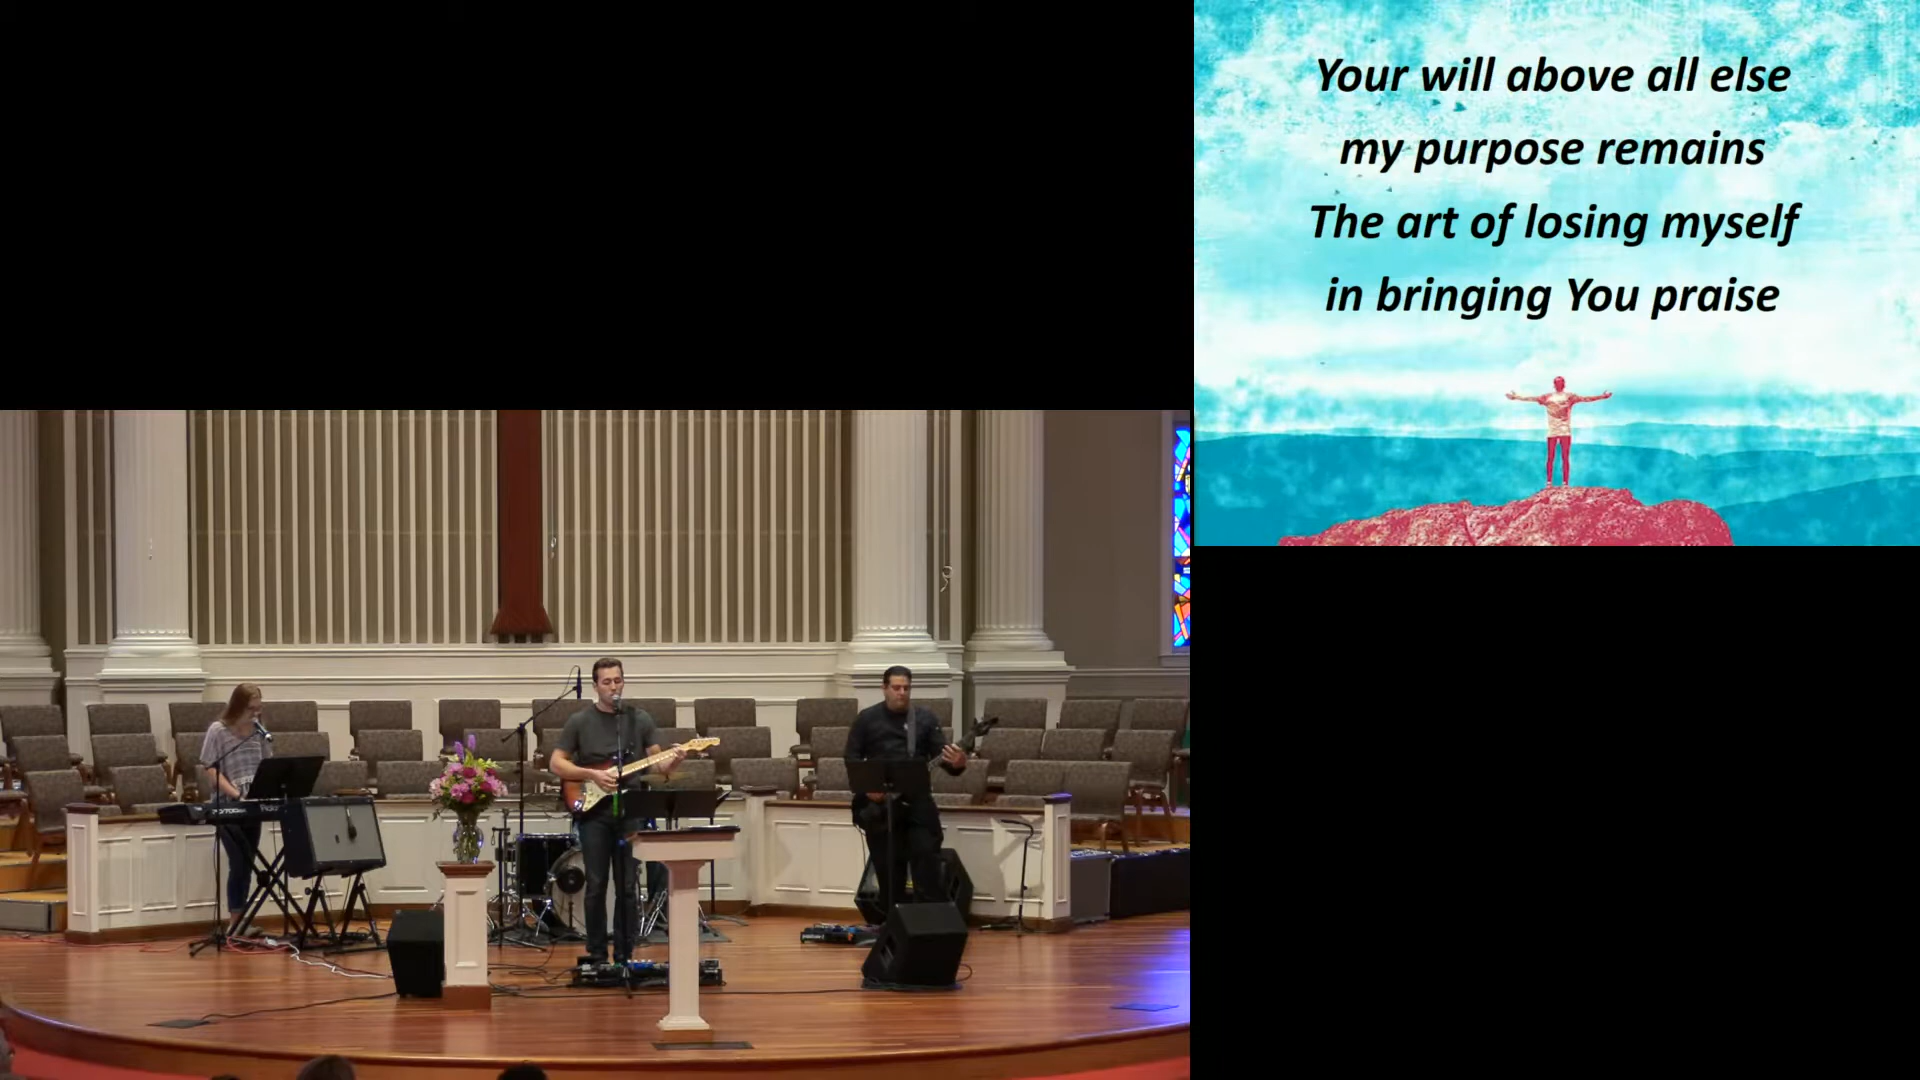 Your will above all else
my purpose remains
The art of losing myself
in bringing You praise